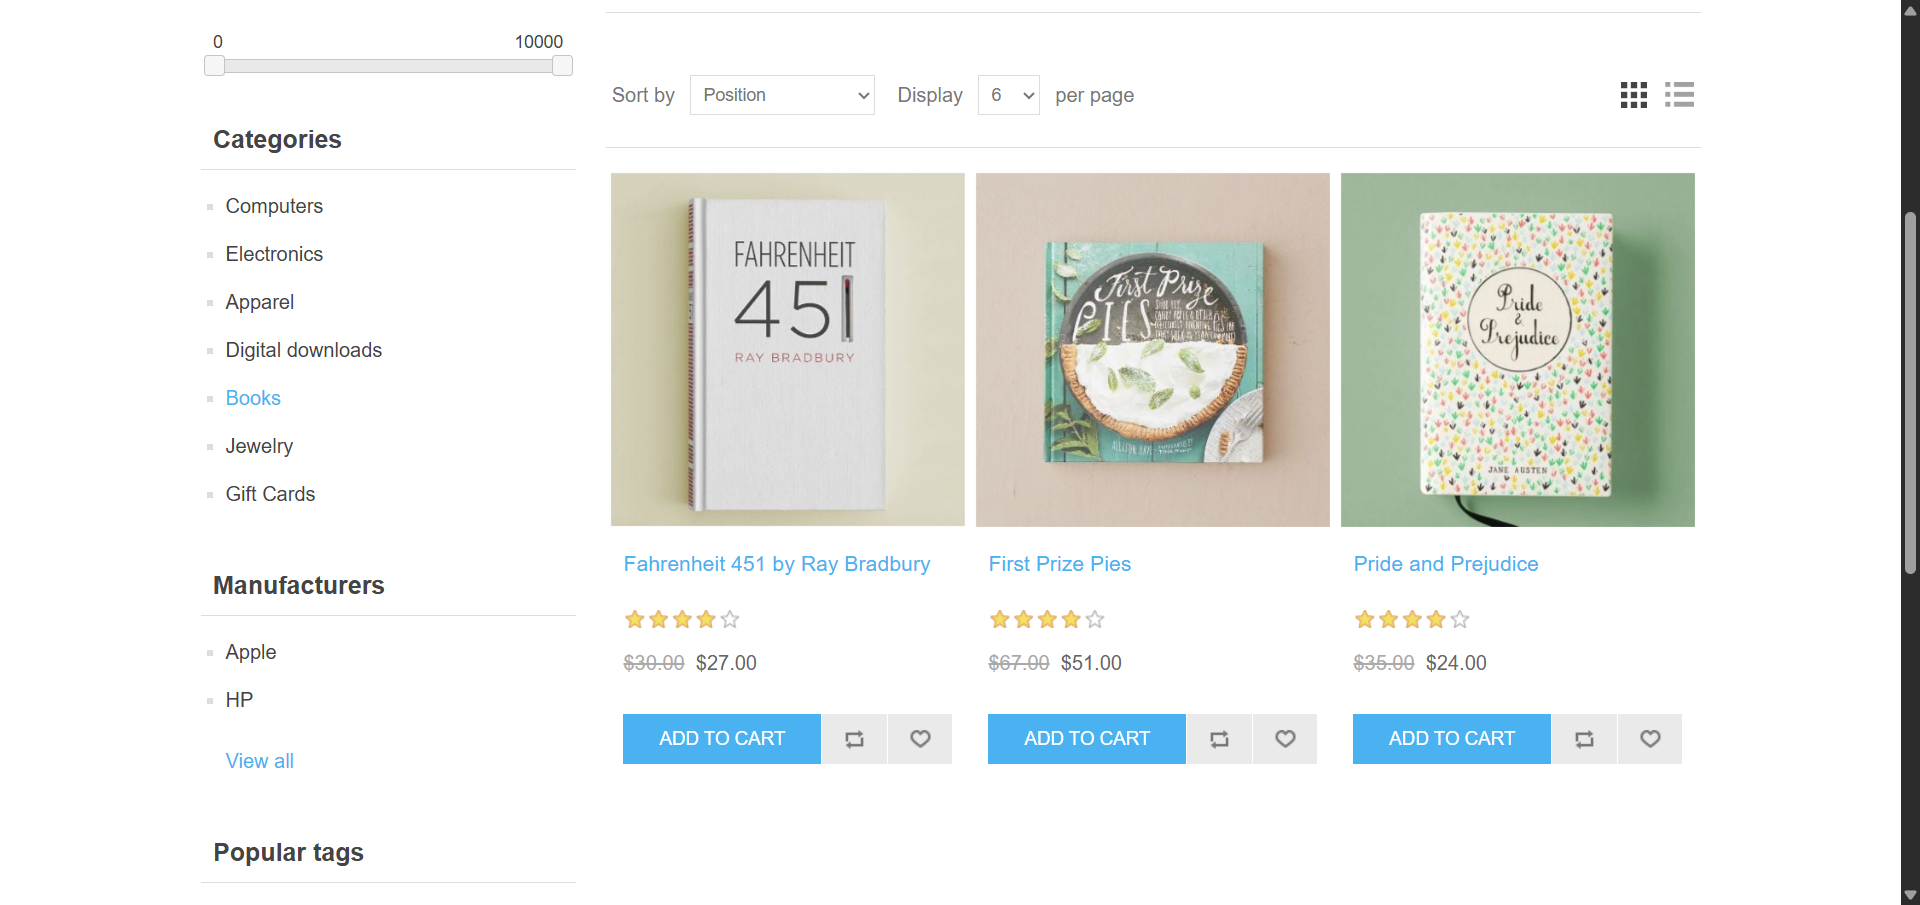 0 10000
Categories
Computers
Electronics
Apparel
Digital downloads
Books
Jewelry
Gift Cards
Manufacturers
Apple
HP
View all
Popular tags
Sort by Position Display 6 per page
FAHRENHEIT
451
RAY BRADBURY
Fahrenheit 451 by Ray Bradbury
$30.00 $27.00
ADD TO CART
First Prize
PIES
First Prize Pies
$67.00 $51.00
ADD TO CART
Pride
&
Prejudice
JANE AUSTEN
Pride and Prejudice
$35.00 $24.00
ADD TO CART